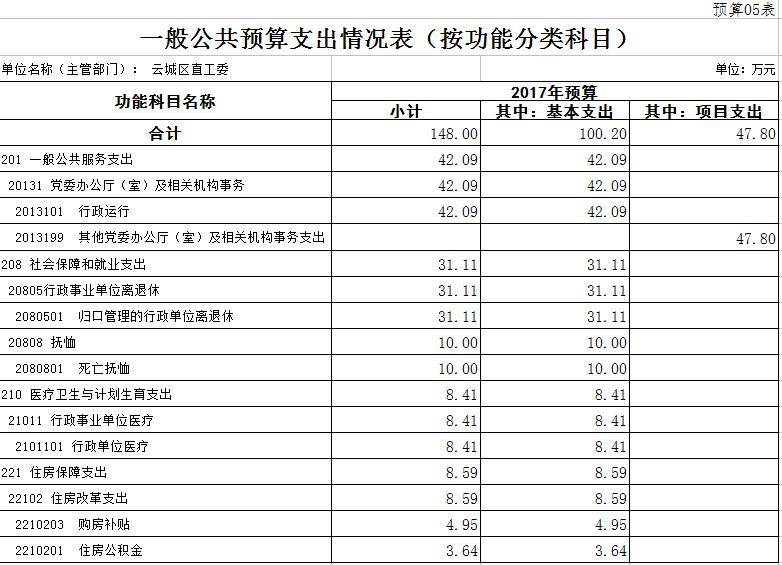 预算05表
一般公共预算支出情况表（按功能分类科目）
单位名称（主管部门）： 云城区直工委 单位：万元
功能科目名称 2017年预算
小计 其中：基本支出 其中：项目支出
合计 148.00 100.20 47.80
201 一般公共服务支出 42.09 42.09
20131 党委办公厅（室）及相关机构事务 42.09 42.09
2013101 行政运行 42.09 42.09
2013199 其他党委办公厅（室）及相关机构事务支出 47.80
208 社会保障和就业支出 31.11 31.11
20805行政事业单位离退休 31.11 31.11
2080501 归口管理的行政单位离退休 31.11 31.11
20808 抚恤 10.00 10.00
2080801 死亡抚恤 10.00 10.00
210 医疗卫生与计划生育支出 8.41 8.41
21011 行政事业单位医疗 8.41 8.41
2101101 行政单位医疗 8.41 8.41
221 住房保障支出 8.59 8.59
22102 住房改革支出 8.59 8.59
2210203 购房补贴 4.95 4.95
2210201 住房公积金 3.64 3.64